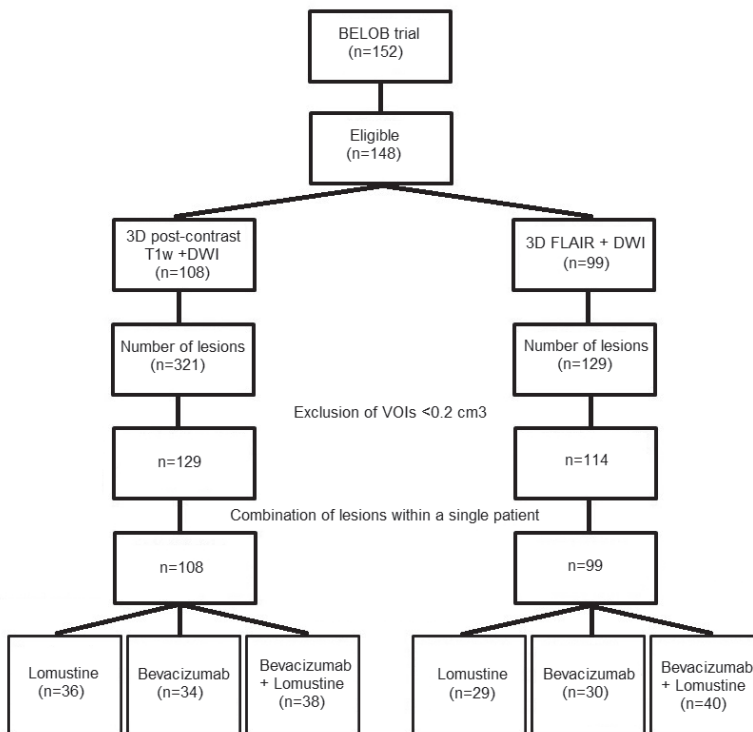 BELOB trial
(n=152)
Eligible
(n=148)
3D post-contrast
T1w +DWI
(n=108)
3D FLAIR + DWI
(n=99)
Number of lesions
(n=321)
Number of lesions
(n=129)
Exclusion of VOIs <0.2 cm3
n=129
n=114
Combination of lesions within a single patient
n=108
n=99
Lomustine
(n=36)
Bevacizumab
(n=34)
Bevacizumab
+ Lomustine
(n=38)
Lomustine
(n=29)
Bevacizumab
(n=30)
Bevacizumab
+ Lomustine
(n=40)